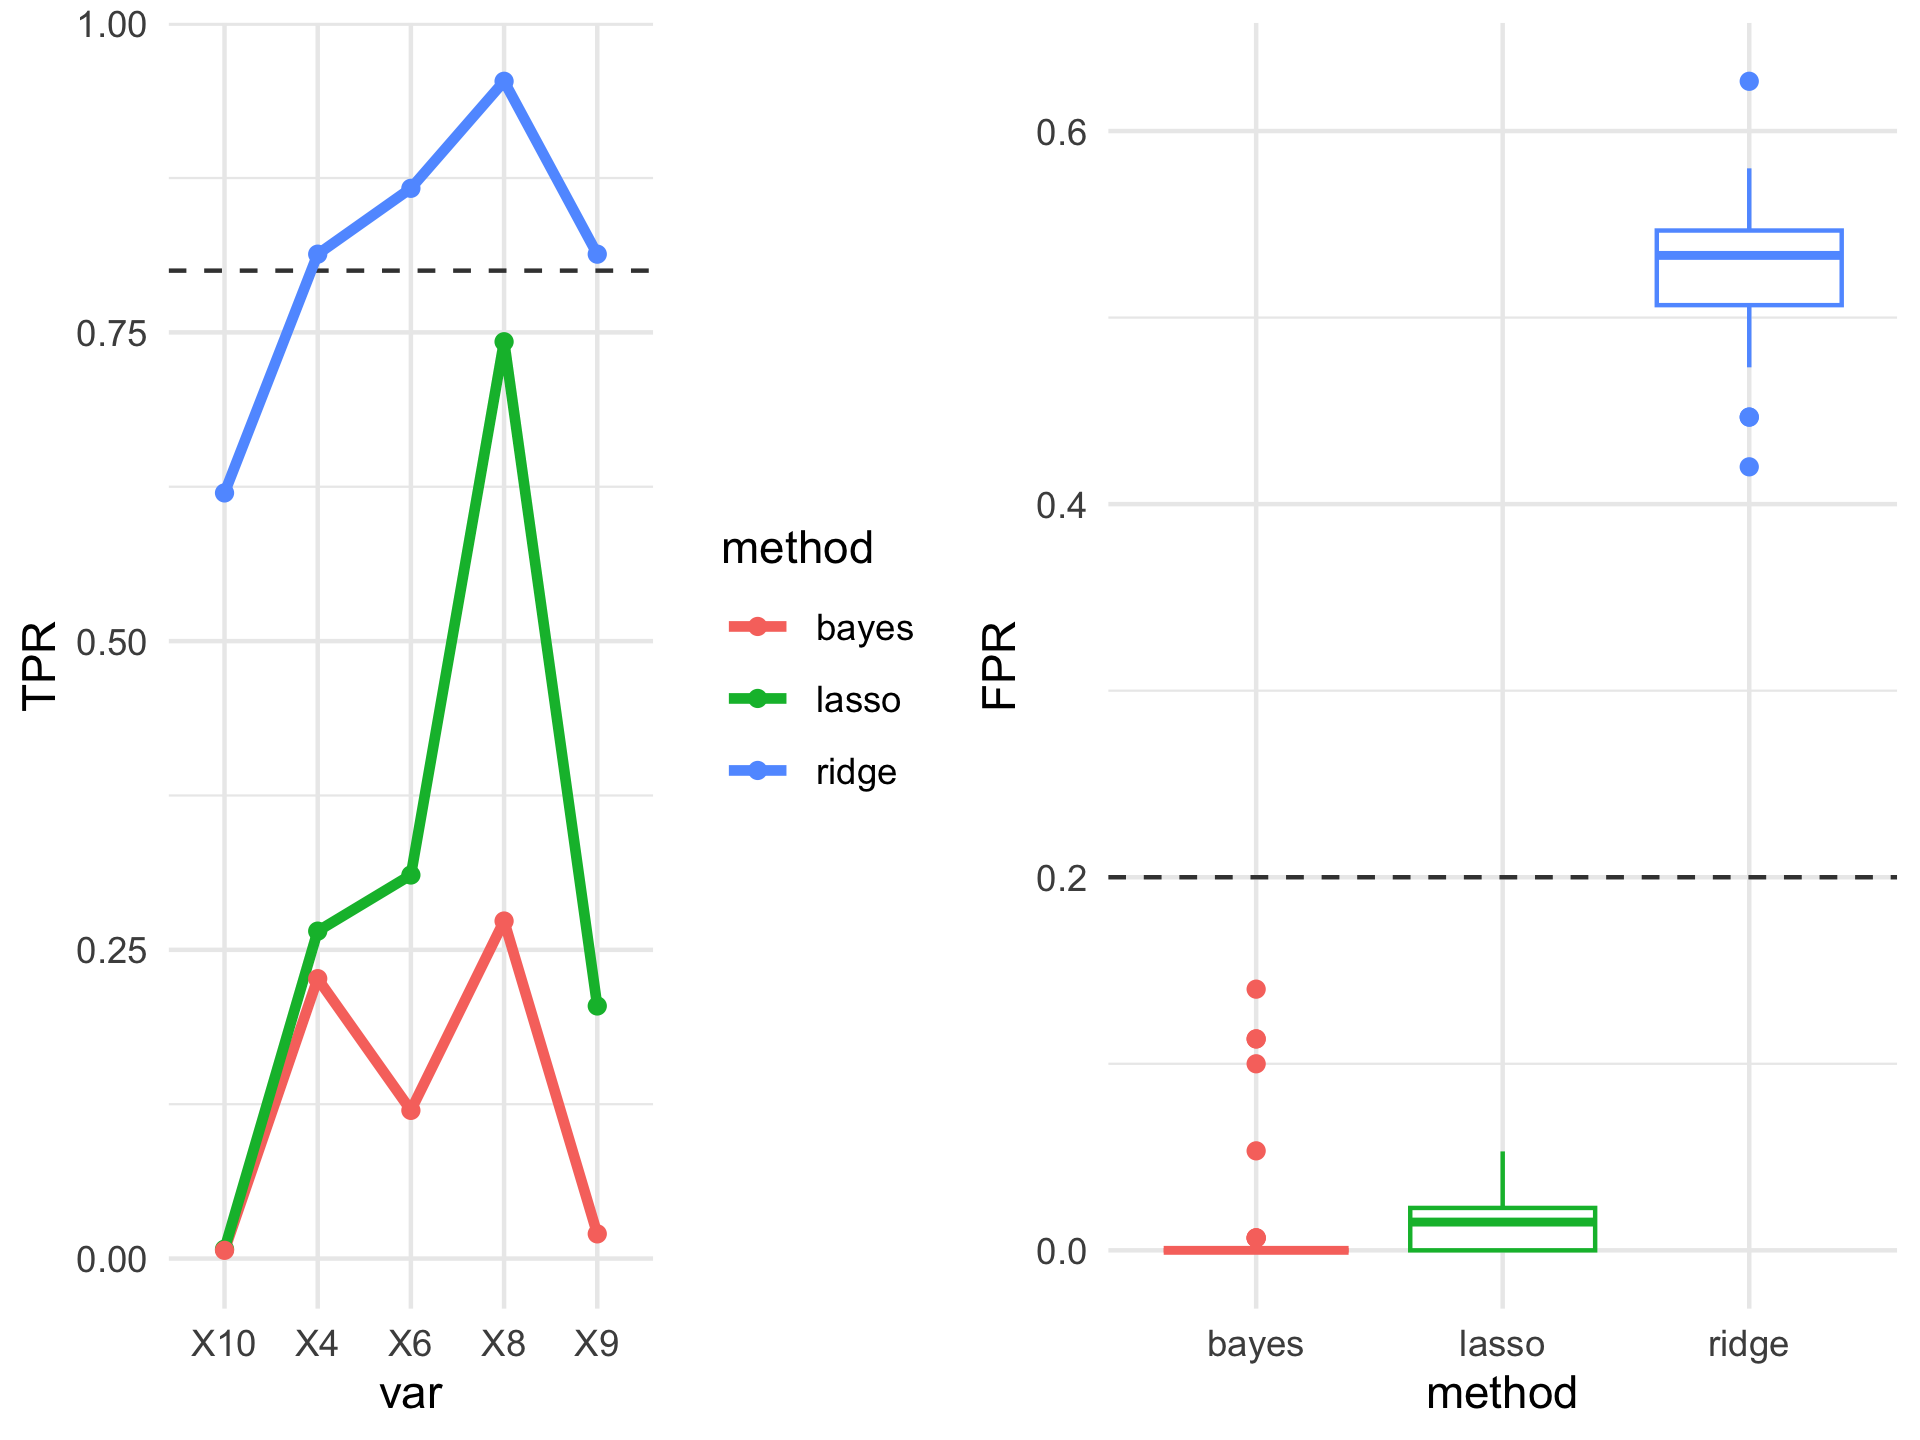 1.00
0.75
0.50
0.25
0.00
TPR
X10 X4 X6 X8 X9
var
method
bayes
lasso
ridge
0.6
0.4
0.2
0.0
FPR
bayes lasso ridge
method